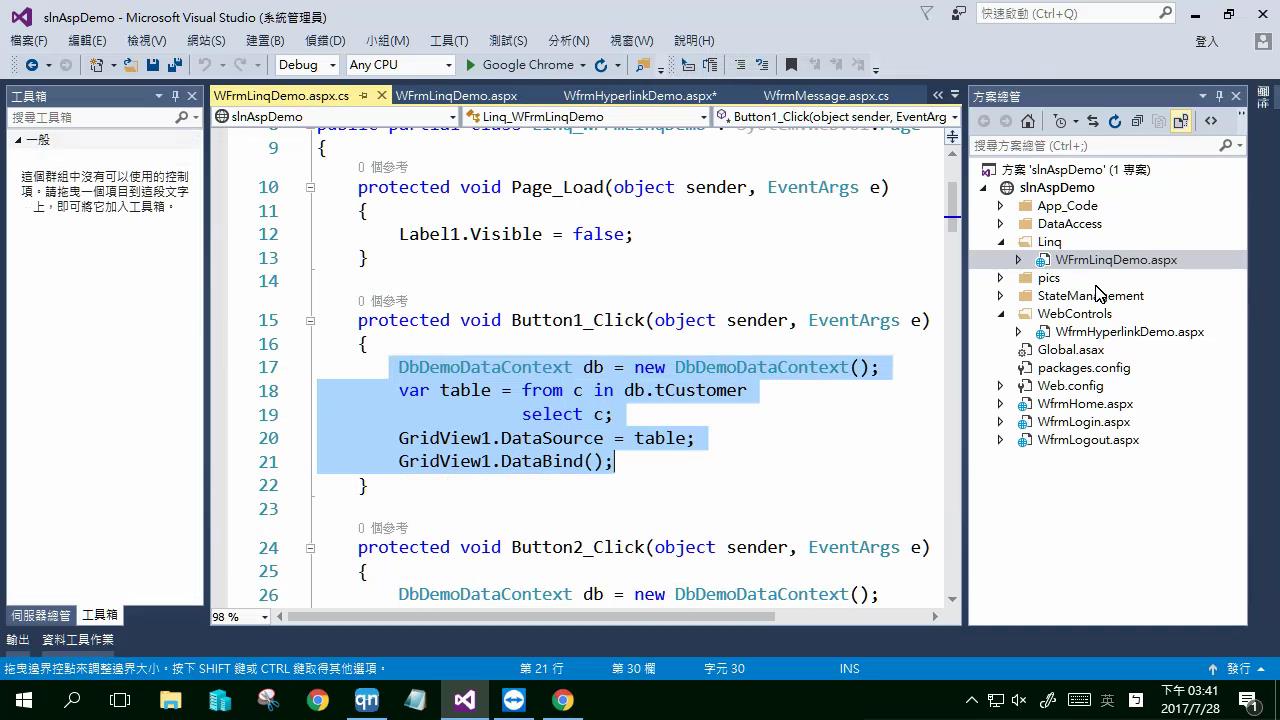 slnAspDemo - Microsoft Visual Studio (系統管理員)
快速啟動 (Ctrl+Q)
檔案(F) 編輯(E) 檢視(V) 網站(S) 建置(B) 偵錯(D) 小組(M) 工具(T) 測試(S) 分析(N) 視窗(W) 說明(H)
登入
Debug Any CPU Google Chrome
工具箱
搜尋工具箱
一般
這個群組中沒有可以使用的控制
項。請拖曳一個項目到這段文字
上，即可將它加入工具箱。
伺服器總管 工具箱
WFrmLinqDemo.aspx.cs WFrmLinqDemo.aspx WFrmHyperlinkDemo.aspx* WFrmMessage.aspx.cs
slnAspDemo Linq_WFrmLinqDemo Button1_Click(object sender, EventArg
9 {
0 個參考
10 protected void Page_Load(object sender, EventArgs e)
11 {
12 Label1.Visible = false;
13 }
14
0 個參考
15 protected void Button1_Click(object sender, EventArgs e)
16 {
17 DbDemoDataContext db = new DbDemoDataContext();
18 var table = from c in db.tCustomer
19 select c;
20 GridView1.DataSource = table;
21 GridView1.DataBind();
22 }
23
0 個參考
24 protected void Button2_Click(object sender, EventArgs e)
25 {
26 DbDemoDataContext db = new DbDemoDataContext();
98 %
方案總管
搜尋方案總管 (Ctrl+;)
方案 'slnAspDemo' (1 專案)
slnAspDemo
App_Code
DataAccess
Linq
WFrmLinqDemo.aspx
pics
StateManagement
WebControls
WfrmHyperlinkDemo.aspx
Global.asax
packages.config
Web.config
WfrmHome.aspx
WfrmLogin.aspx
WfrmLogout.aspx
輸出 資料工具作業
拖曳邊界控點來調整邊界大小。按下 SHIFT 鍵或 CTRL 鍵取得其他選項。 第 21 行 第 30 欄 字元 30 INS 發行
qn
英
下午 03:41
2017/7/28
1